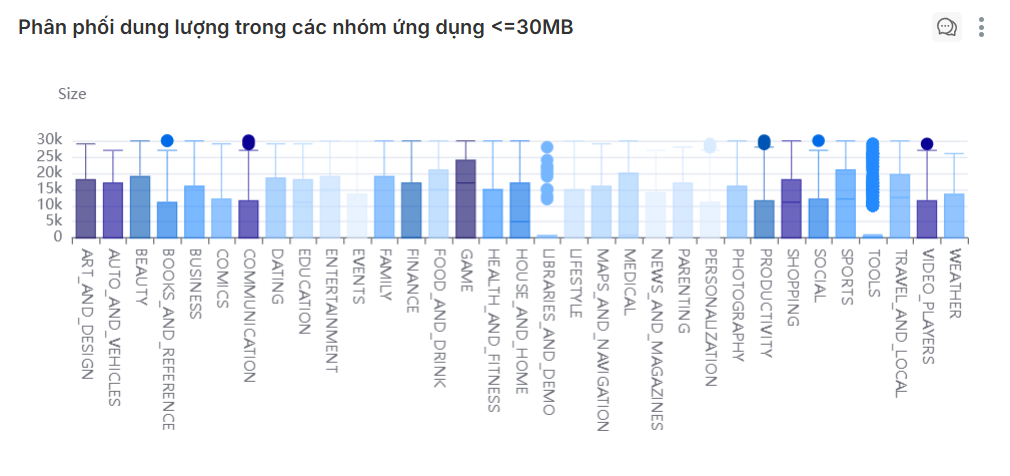 Phân phối dung lượng trong các nhóm ứng dụng <=30MB
Size
30k
25k
20k
15k
10k
5k
0
ART_AND_DESIGN
AUTO_AND_VEHICLES
BEAUTY
BOOKS_AND_REFERENCE
BUSINESS
COMICS
COMMUNICATION
DATING
EDUCATION
ENTERTAINMENT
EVENTS
FAMILY
FINANCE
FOOD_AND_DRINK
GAME
HEALTH_AND_FITNESS
HOUSE_AND_HOME
LIBRARIES_AND_DEMO
LIFESTYLE
MAPS_AND_NAVIGATION
MEDICAL
NEWS_AND_MAGAZINES
PARENTING
PERSONALIZATION
PHOTOGRAPHY
PRODUCTIVITY
SHOPPING
SOCIAL
SPORTS
TOOLS
TRAVEL_AND_LOCAL
VIDEO_PLAYERS
WEATHER